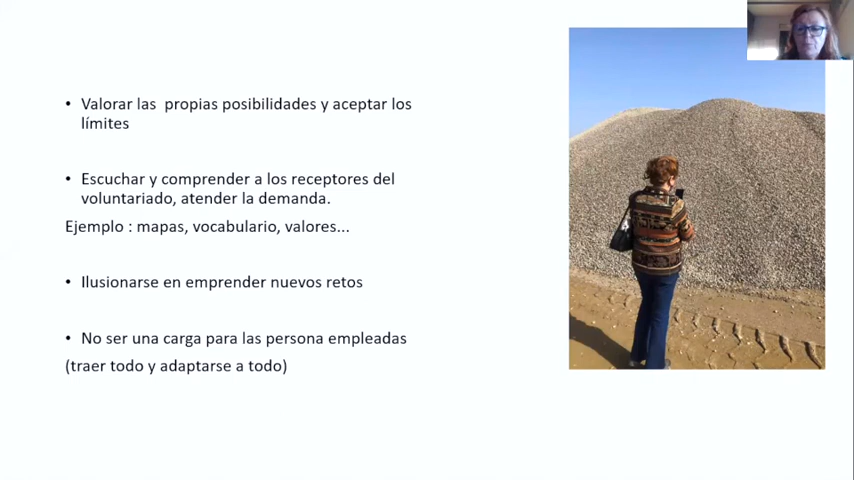 • Valorar las propias posibilidades y aceptar los
límites
• Escuchar y comprender a los receptores del
voluntariado, atender la demanda.
Ejemplo : mapas, vocabulario, valores...
• Ilusionarse en emprender nuevos retos
• No ser una carga para las persona empleadas
(traer todo y adaptarse a todo)